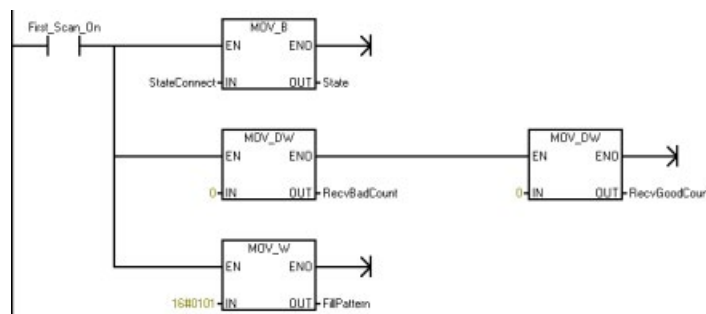 First_Scan_On
MOV_B
EN ENO
StateConnect IN OUT State
MOV_DW MOV_DW
EN ENO EN ENO
0 IN OUT RecvBadCount 0 IN OUT RecvGoodCour
MOV_W
EN ENO
16#0101 IN OUT FillPattern